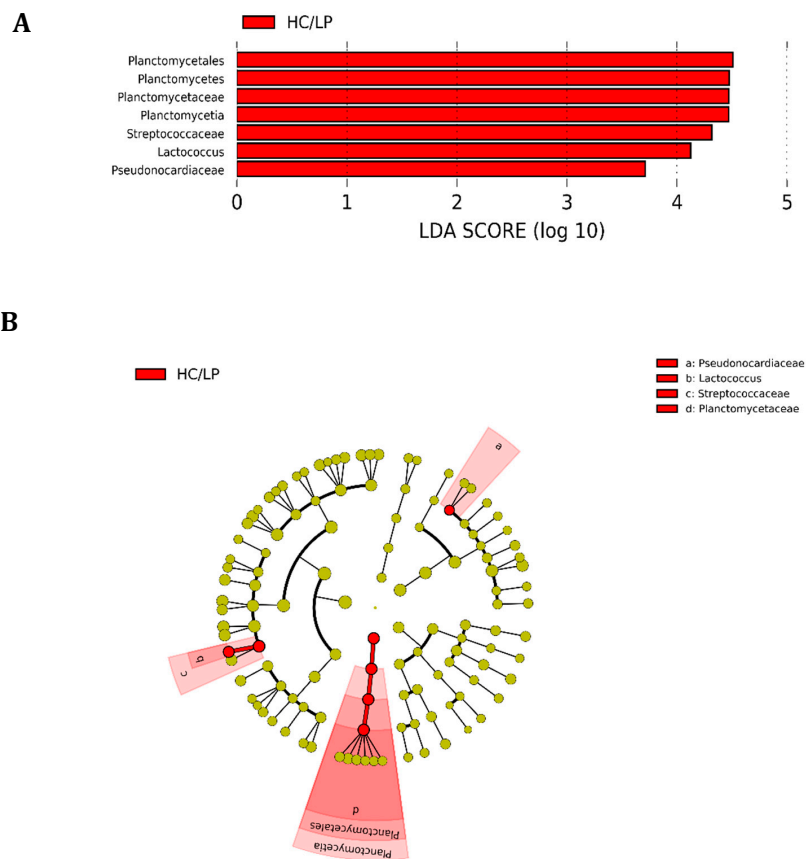 A
HC/LP
Planctomycetales
Planctomycetes
Planctomycetaceae
Planctomycetia
Streptococcaceae
Lactococcus
Pseudonocardiaceae
0 1 2 3 4 5
LDA SCORE (log 10)
B
HC/LP
a: Pseudonocardiaceae
b: Lactococcus
c: Streptococcaceae
d: Planctomycetaceae
a
b
c
d
Planctomycetales
Planctomycetia